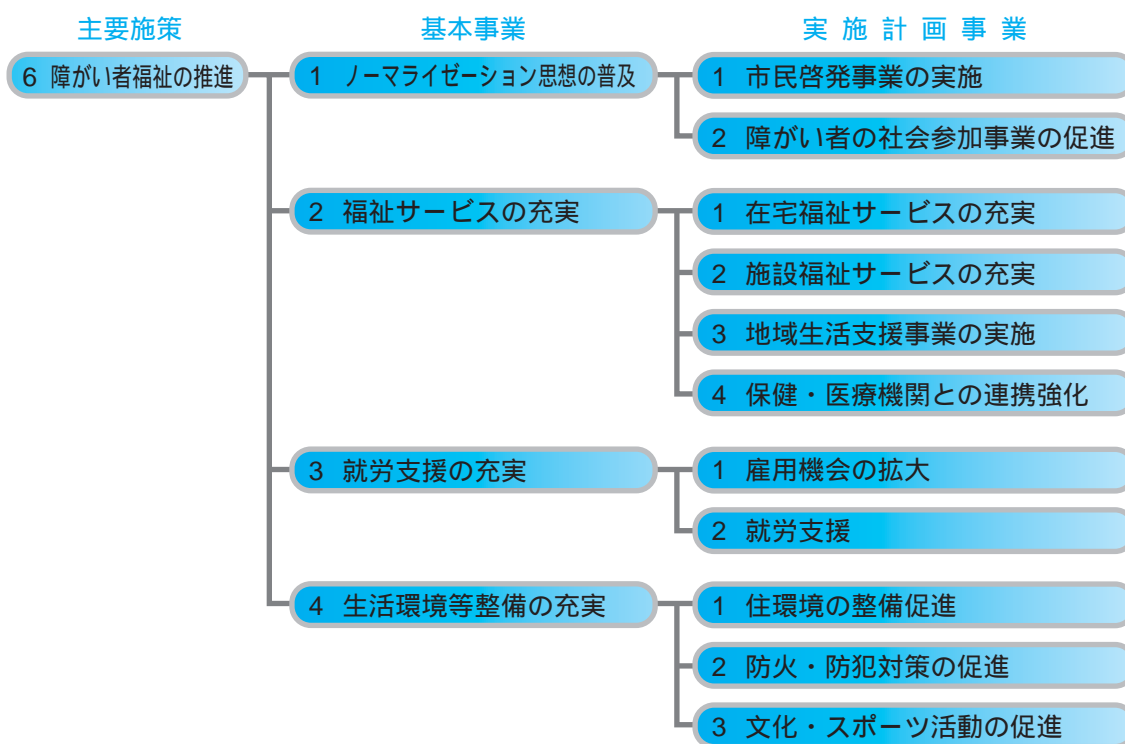 主要施策
基本事業
実施計画事業
6 障がい者福祉の推進
1 ノーマライゼーション思想の普及
1 市民啓発事業の実施
2 障がい者の社会参加事業の促進
2 福祉サービスの充実
1 在宅福祉サービスの充実
2 施設福祉サービスの充実
3 地域生活支援事業の実施
4 保健・医療機関との連携強化
3 就労支援の充実
1 雇用機会の拡大
2 就労支援
4 生活環境等整備の充実
1 住環境の整備促進
2 防火・防犯対策の促進
3 文化・スポーツ活動の促進